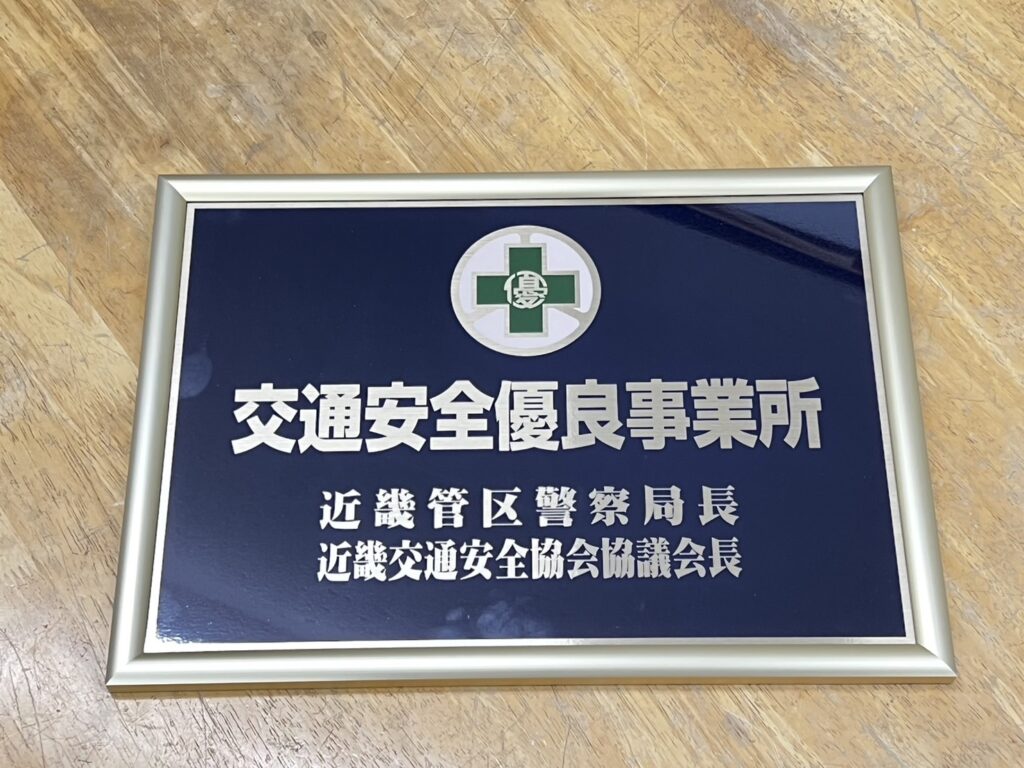 優
交通安全優良事業所
近畿管区警察局長
近畿交通安全協会協議会長